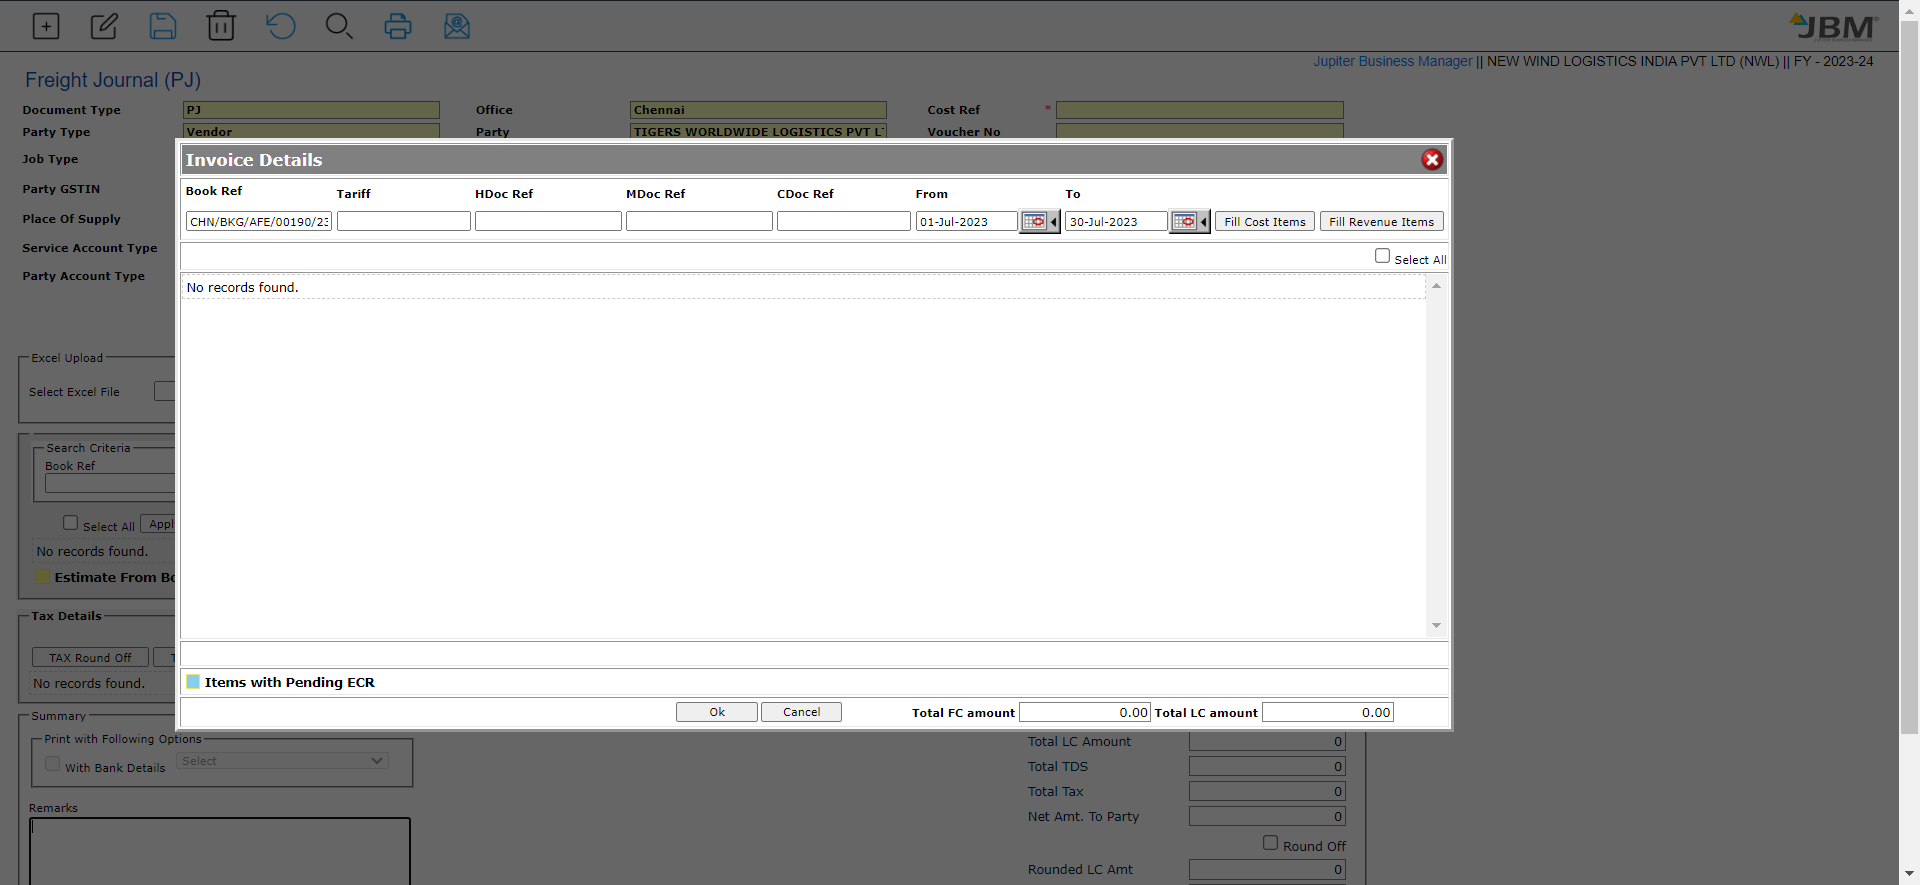 JBM
Jupiter Business Manager || NEW WIND LOGISTICS INDIA PVT LTD (NWL) || FY - 2023-24
Freight Journal (PJ)
Document Type PJ Office Chennai Cost Ref *
Party Type Vendor Party TIGERS WORLDWIDE LOGISTICS PVT L Voucher No
Job Type
Party GSTIN
Place Of Supply
Service Account Type
Party Account Type
Invoice Details
Book Ref Tariff HDoc Ref MDoc Ref CDoc Ref From To
CHN/BKG/AFE/00190/23 01-Jul-2023 30-Jul-2023 Fill Cost Items Fill Revenue Items
Select All
No records found.
Items with Pending ECR
Ok Cancel Total FC amount 0.00 Total LC amount 0.00
Excel Upload
Select Excel File
Search Criteria
Book Ref
Select All Appl
No records found.
Estimate From Bo
Tax Details
TAX Round Off T
No records found.
Summary
Print with Following Options
With Bank Details Select
Remarks
Total LC Amount 0
Total TDS 0
Total Tax 0
Net Amt. To Party 0
Round Off
Rounded LC Amt 0